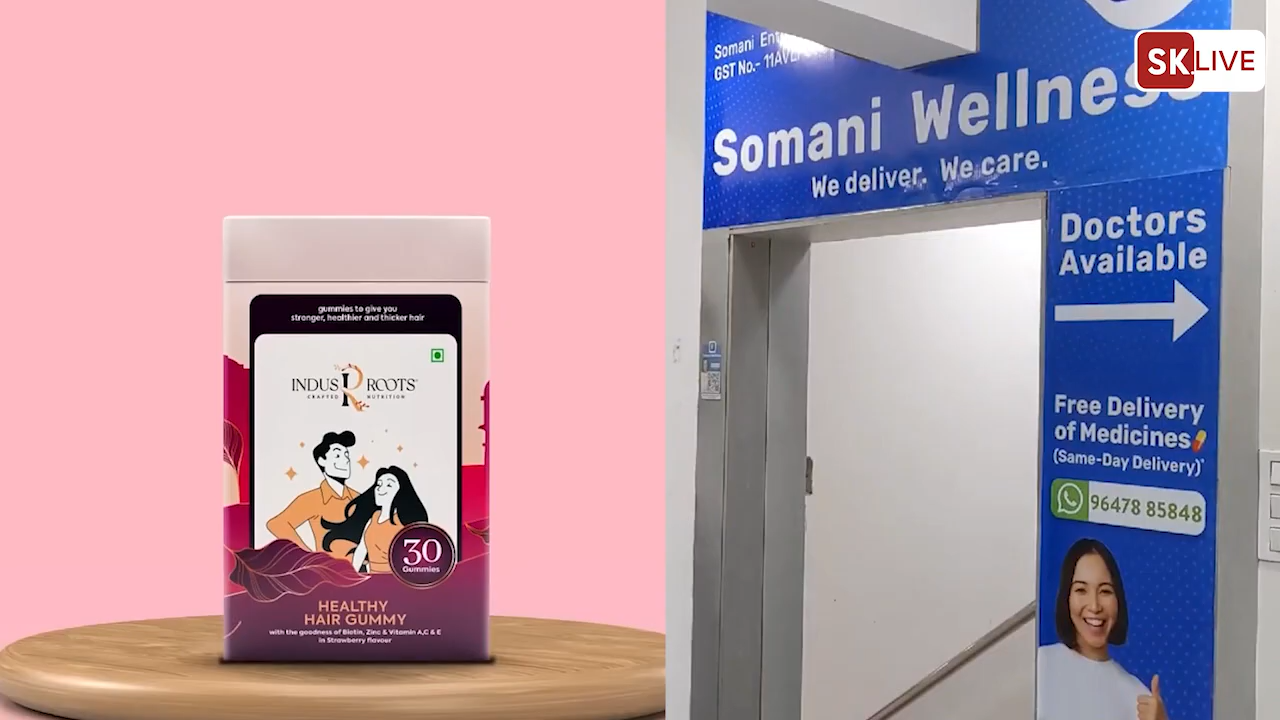 gummies to give you
stronger, healthier and thicker hair
INDUS R ROOTS
CRAFTED NUTRITION
30
Gummies
HEALTHY
HAIR GUMMY
with the goodness of Biotin, Zinc & Vitamin A,C & E
in Strawberry flavour
SK LIVE
Somani
GST No.-
Somani Wellness
We deliver. We care.
Doctors
Available
Free Delivery
of Medicines
(Same-Day Delivery)*
96478 85848